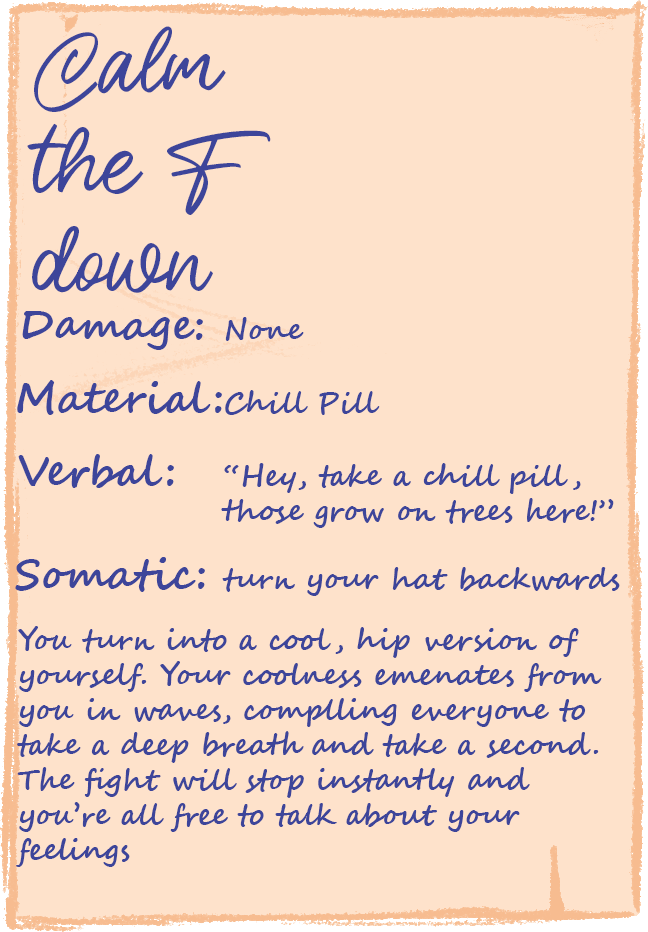 Calm
the F
down
Damage: None
Material: Chill Pill
Verbal: “Hey, take a chill pill,
those grow on trees here!”
Somatic: turn your hat backwards
You turn into a cool, hip version of
yourself. Your coolness emenates from
you in waves, complling everyone to
take a deep breath and take a second.
The fight will stop instantly and
you’re all free to talk about your
feelings